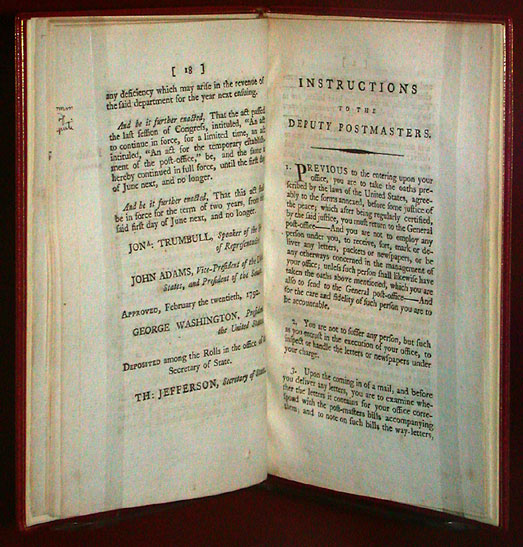 [ 18 ]
any deficiency which may arise in the revenue of
the said department for the year next ensuing.
And be it further enacted, That the act passed
the last session of Congress, intituled, "An act
to continue in force, for a limited time, an act
intituled, "An act for the temporary establish-
ment of the post-office," be, and the same is
hereby continued in full force, until the first day
of June next, and no longer.
And be it further enacted, That this act shall
be in force for the term of two years, from the
said first day of June next, and no longer.
JONA. TRUMBULL, Speaker of the
of Representatives
JOHN ADAMS, Vice-President of the
States, and President of the Senate
APPROVED, February the twentieth, 1792.
GEORGE WASHINGTON, President
the United States
DEPOSITED among the Rolls in the office of
Secretary of State.
TH: JEFFERSON, Secretary of State
INSTRUCTIONS
TO THE
DEPUTY POSTMASTERS.
1. PREVIOUS to the entering upon your
office, you are to take the oaths pre-
scribed by the laws of the United States, agree-
ably to the forms annexed, before some justice of
the peace; which after being regularly certified,
by the said justice, you must return to the General
post-office—And you are not to employ any
person under you, to receive, sort, mark or de-
liver any letters, packets or newspapers, or be
any otherways concerned in the management of
your office; unless such person shall likewise have
taken the oaths above mentioned, which you are
also to send to the General post-office—And
for the care and fidelity of such person you are to
be accountable.
2. You are not to suffer any person, but such
as you entrust in the execution of your office, to
inspect or handle the letters or newspapers under
your charge.
3. Upon the coming in of a mail, and before
you deliver any letters, you are to examine whe-
ther the letters it contains for your office corre-
spond with the post-masters bills accompanying
them; and to note on such bills the way-letters,